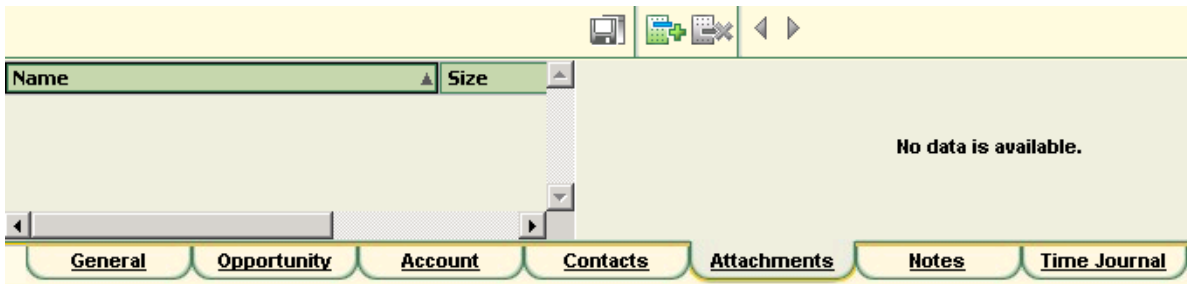 Name Size
No data is available.
General Opportunity Account Contacts Attachments Notes Time Journal